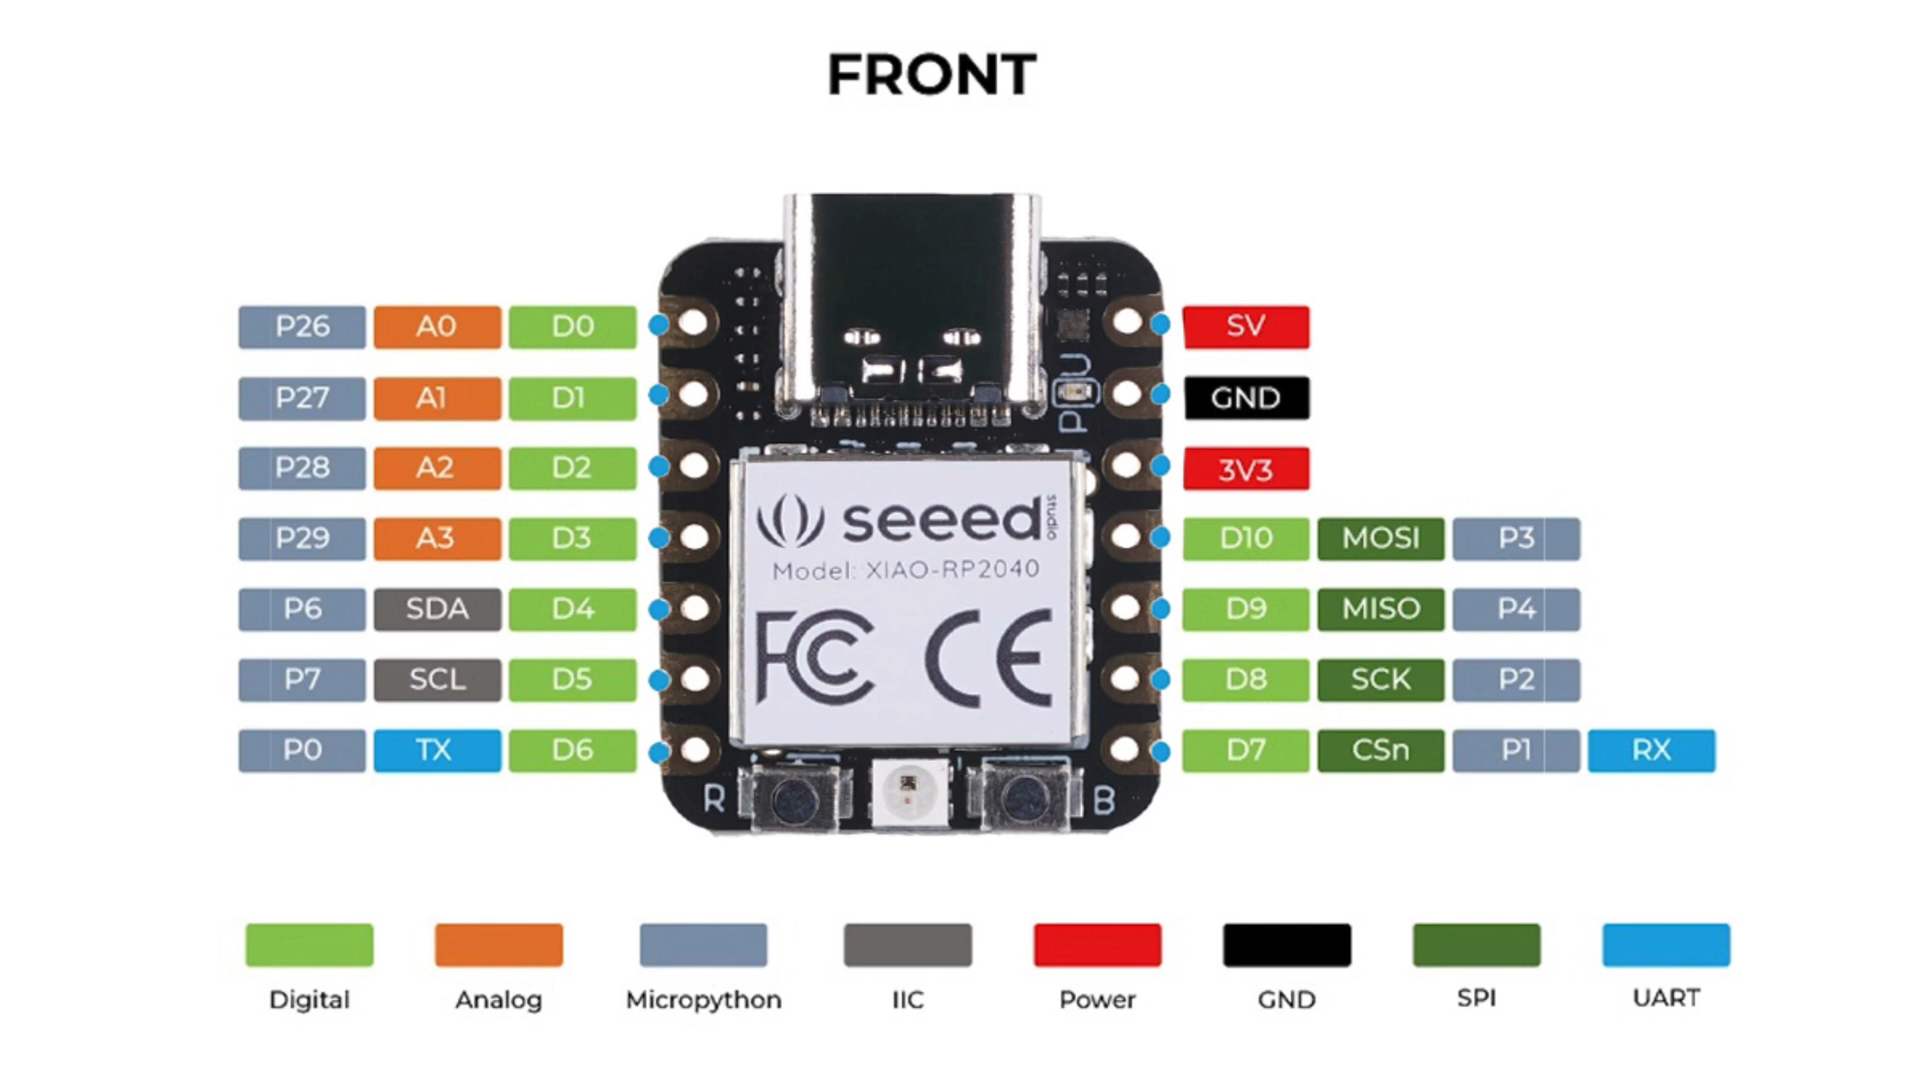 FRONT
P26 A0 D0 SV
P27 A1 D1 GND
P28 A2 D2 3V3
P29 A3 D3 D10 MOSI P3
P6 SDA D4 D9 MISO P4
P7 SCL D5 D8 SCK P2
P0 TX D6 D7 CSn P1 RX
U
P
seeed studio
Model: XIAO-RP2040
FC CE
R B
Digital Analog Micropython IIC Power GND SPI UART